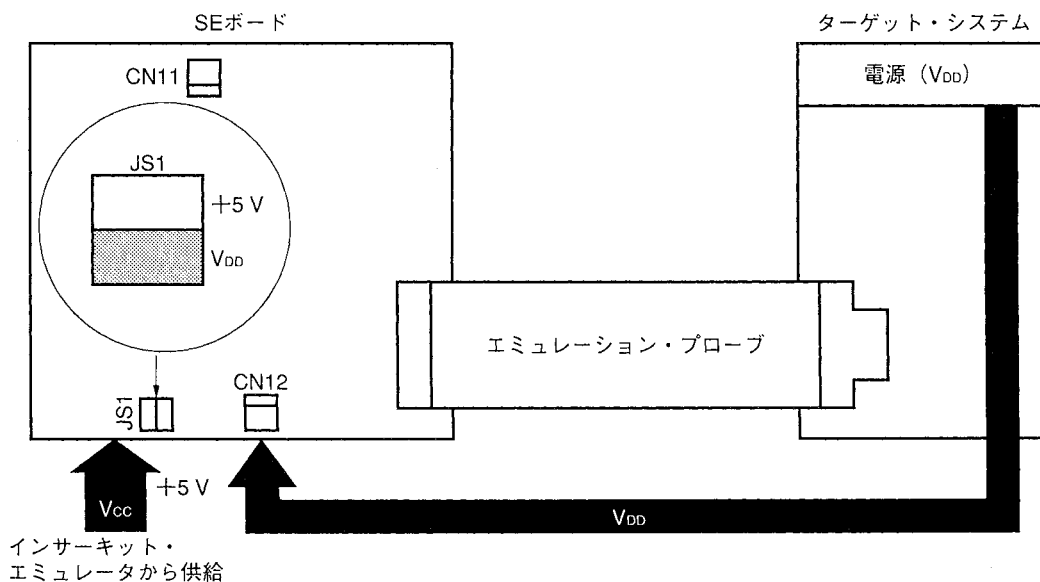 SEボード
ターゲット・システム
CN11
電源（VDD）
JS1
+5 V
VDD
エミュレーション・プローブ
CN12
JS1
+5 V
VCC
VDD
インサーキット・
エミュレータから供給